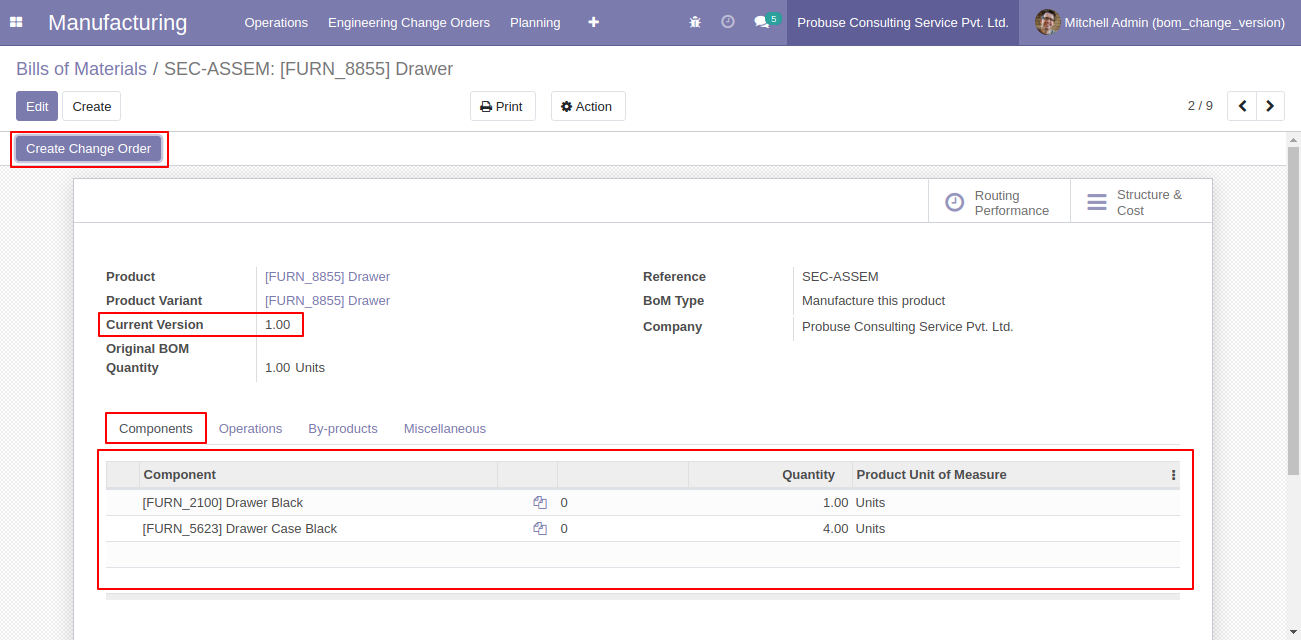 Manufacturing Operations Engineering Change Orders Planning 5 Probuse Consulting Service Pvt. Ltd. Mitchell Admin (bom_change_version)
Bills of Materials / SEC-ASSEM: [FURN_8855] Drawer
Edit Create Print Action 2 / 9
Create Change Order
Routing Performance
Structure & Cost
Product [FURN_8855] Drawer
Product Variant [FURN_8855] Drawer
Current Version 1.00
Original BOM
Quantity 1.00 Units
Reference SEC-ASSEM
BoM Type Manufacture this product
Company Probuse Consulting Service Pvt. Ltd.
Components Operations By-products Miscellaneous
Component Quantity Product Unit of Measure
[FURN_2100] Drawer Black 0 1.00 Units
[FURN_5623] Drawer Case Black 0 4.00 Units